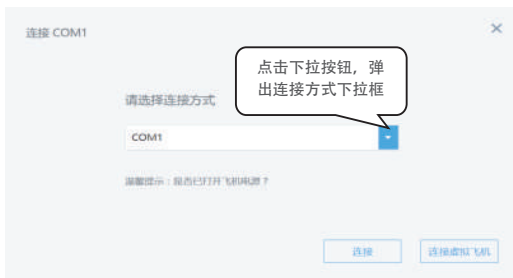 连接 COM1
点击下拉按钮，弹
出连接方式下拉框
请选择连接方式
COM1
温馨提示：是否已打开飞机电源？
连接
连接虚拟飞机